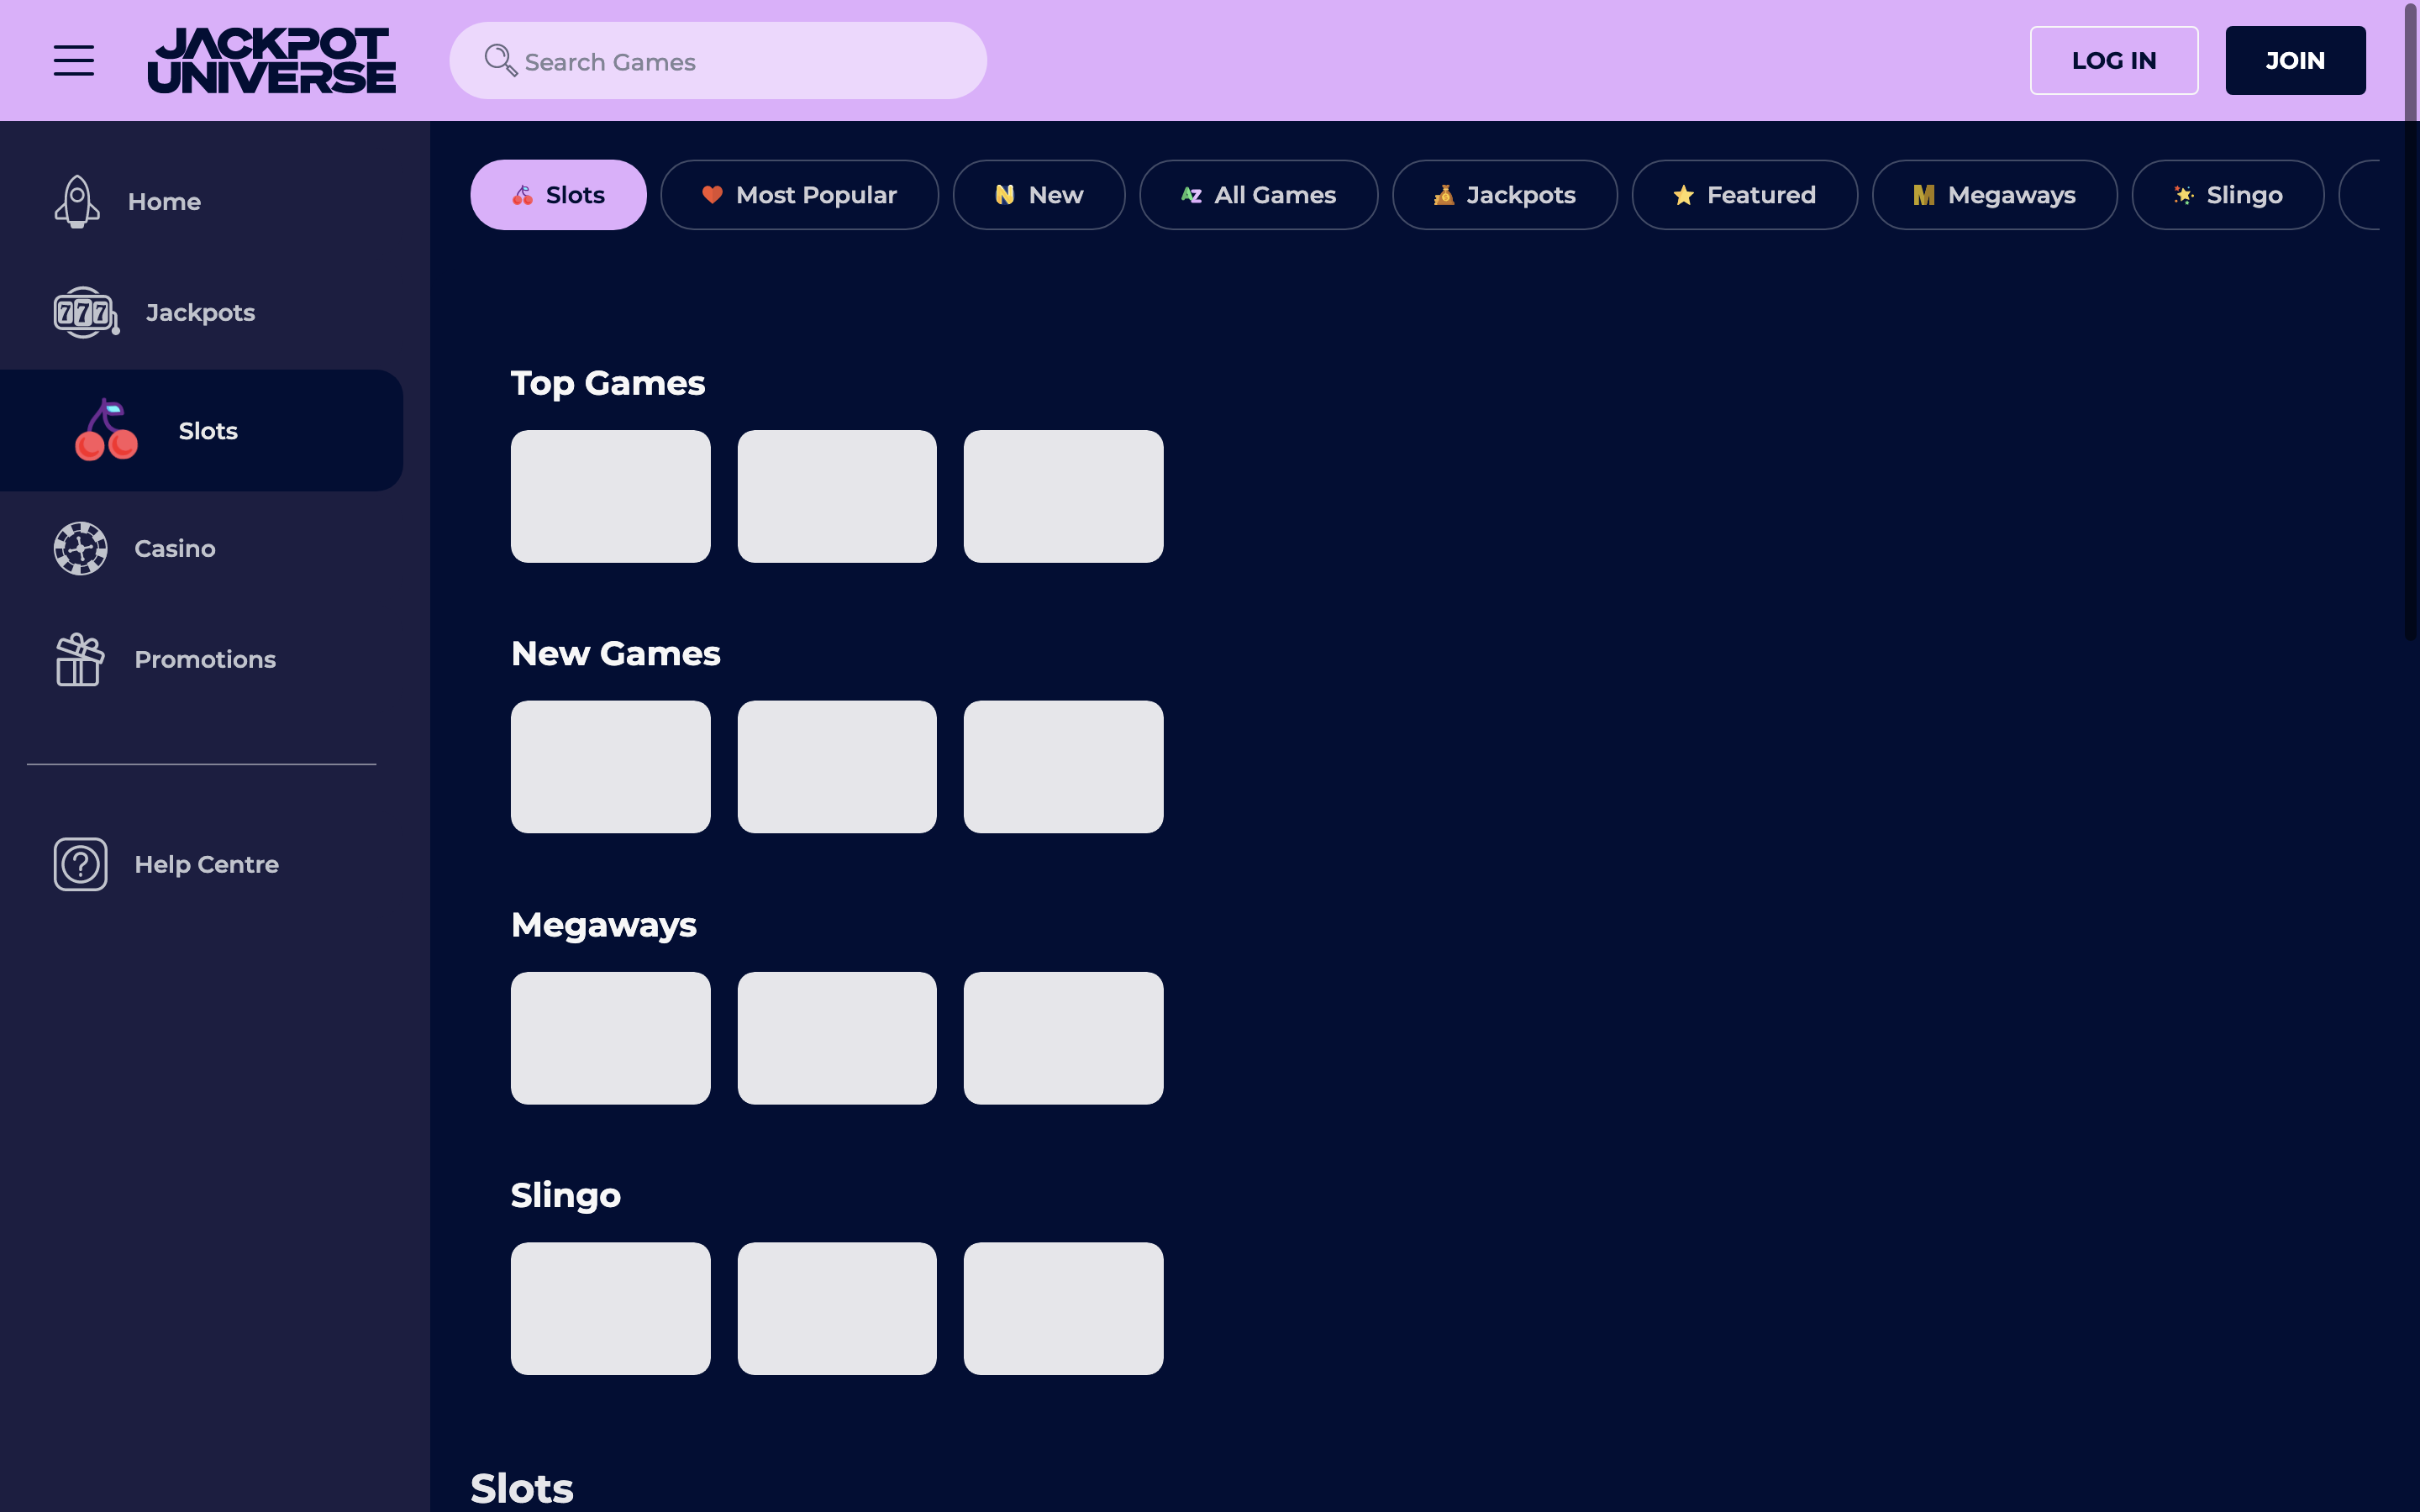 JACKPOT
UNIVERSE
Search Games
LOG IN
JOIN
Home
Jackpots
Slots
Casino
Promotions
Help Centre
Slots
Most Popular
N New
AZ All Games
Jackpots
Featured
M Megaways
Slingo
Top Games
New Games
Megaways
Slingo
Slots